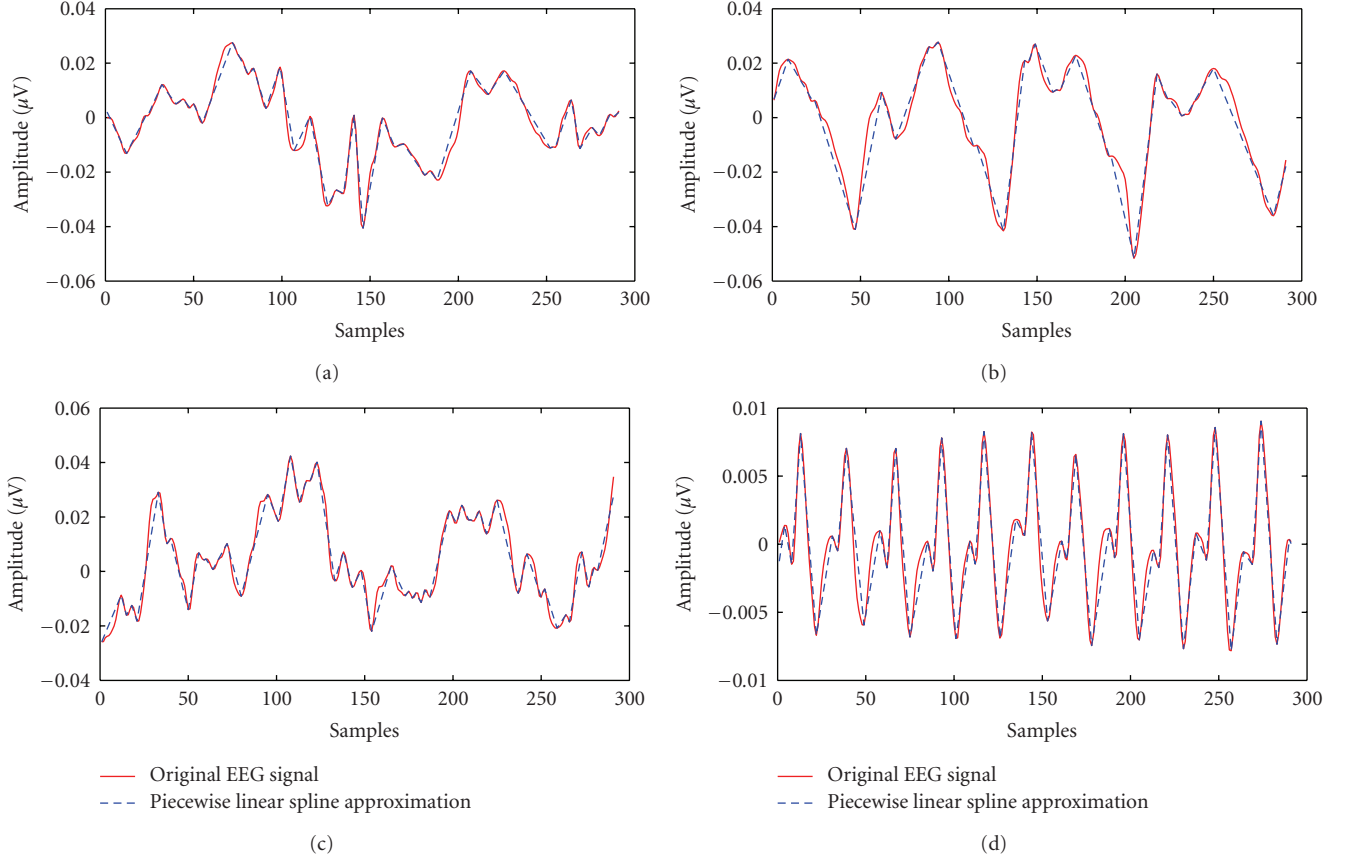 0.04
0.02
0
−0.02
−0.04
−0.06
Amplitude (μV)
0 50 100 150 200 250 300
Samples
(a)
0.04
0.02
0
−0.02
−0.04
−0.06
Amplitude (μV)
0 50 100 150 200 250 300
Samples
(b)
0.06
0.04
0.02
0
−0.02
−0.04
Amplitude (μV)
0 50 100 150 200 250 300
Samples
Original EEG signal
Piecewise linear spline approximation
(c)
0.01
0.005
0
−0.005
−0.01
Amplitude (μV)
0 50 100 150 200 250 300
Samples
Original EEG signal
Piecewise linear spline approximation
(d)